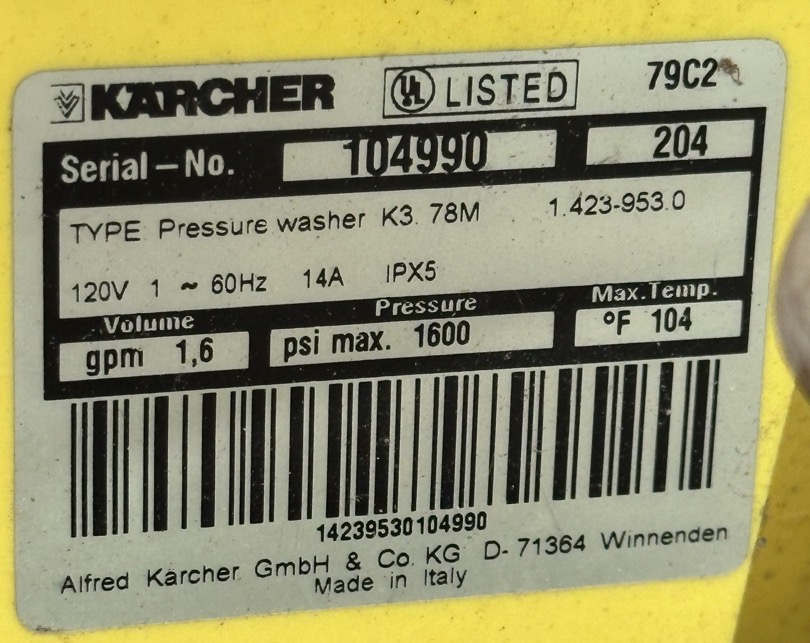 KÄRCHER UL LISTED 79C2
Serial – No. 104990 204
TYPE Pressure washer K3. 78M 1.423-953.0
120V 1 ~ 60Hz 14A IPX5
Volume Pressure Max.Temp.
gpm 1,6 psi max. 1600 °F 104
14239530104990
Alfred Kärcher GmbH & Co. KG D- 71364 Winnenden
Made in Italy